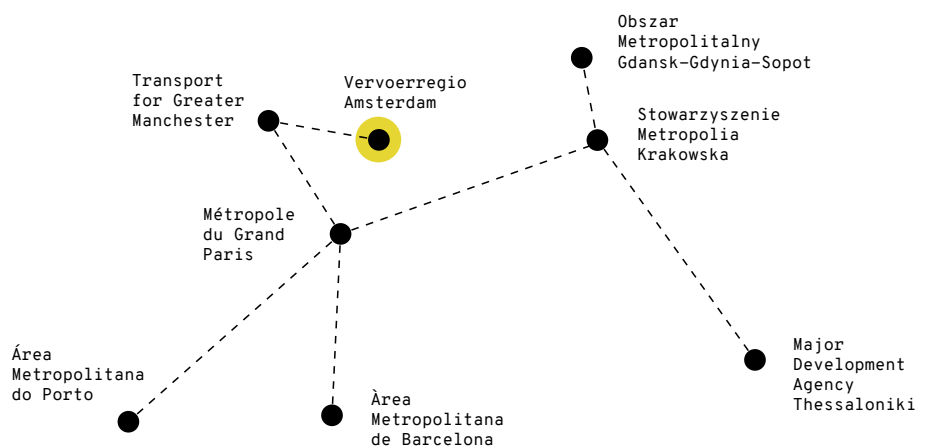 Obszar
Metropolitalny
Gdansk-Gdynia-Sopot
Transport
for Greater
Manchester
Vervoerregio
Amsterdam
Stowarzyszenie
Metropolia
Krakowska
Métropole
du Grand
Paris
Área
Metropolitana
do Porto
Àrea
Metropolitana
de Barcelona
Major
Development
Agency
Thessaloniki